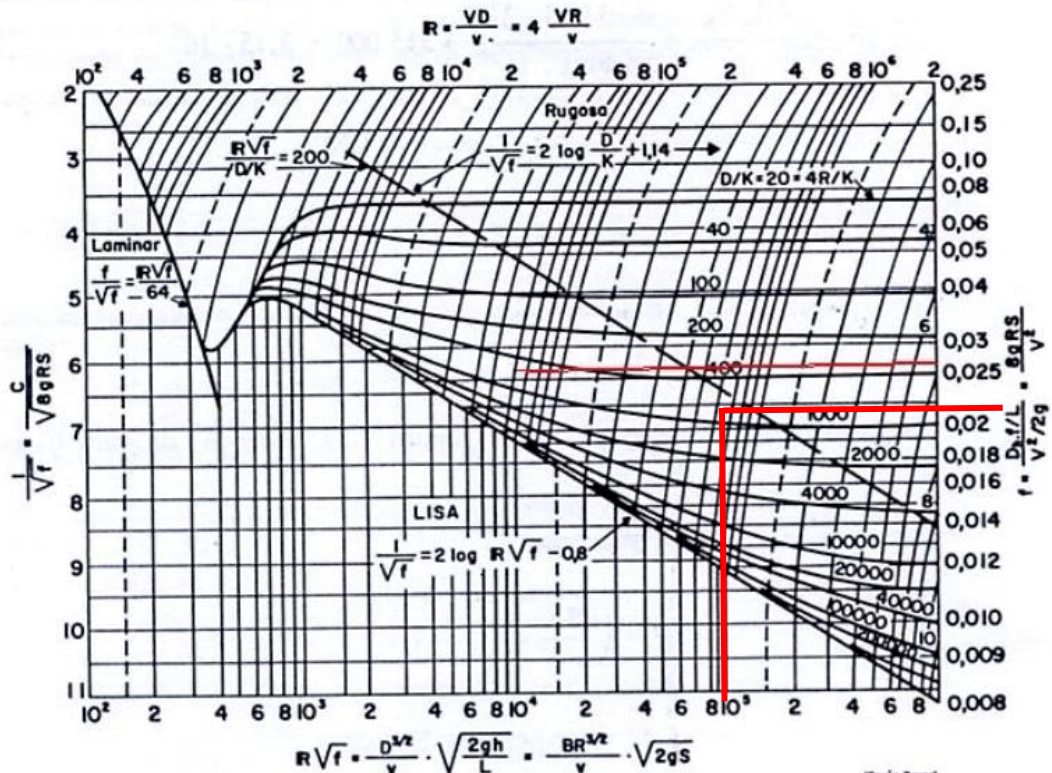 R = VD/v = 4 VR/v
10² 4 6 8 10³ 2 4 6 8 10⁴ 2 4 6 8 10⁵ 2 4 6 8 10⁶ 2
2 3 4 5 6 7 8 9 10 11
0,25
0,15
0,10
0,08
0,06
0,05
0,04
0,03
0,025
0,02
0,018
0,016
0,014
0,012
0,010
0,009
0,008
Rugosa
R√f / D/K = 200
1/√f = 2 log D/K + 1,14
D/K=20=4R/K
40 4
Laminar
f/√f = R√f/64
100
200 6
400
1000
2000
4000 8
LISA
1/√f = 2 log R√f - 0,8
10000
20000
40000
100000
200000 10
1/√f = C/√8gRS
f = Dₕf/L / V²/2g = 8gRS/V²
10² 2 4 6 8 10³ 2 4 6 8 10⁴ 2 4 6 8 10⁵ 2 4 6 8
R√f = D^3/2/v · √2gh/L = BR^3/2/v · √2gS